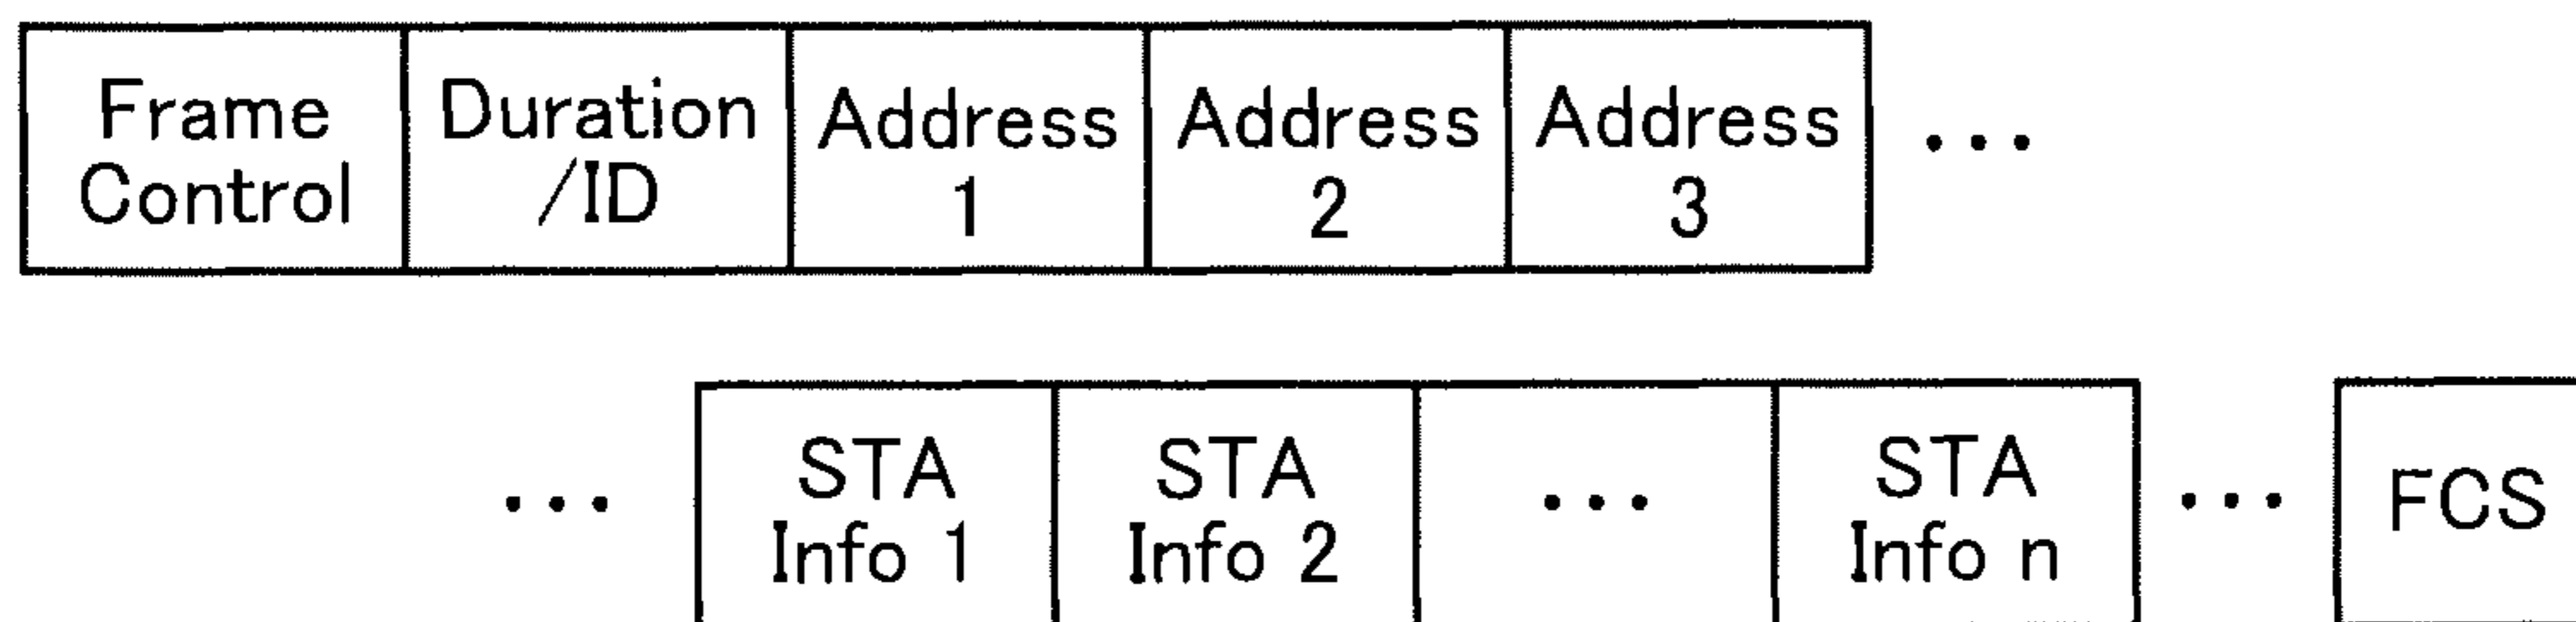 Frame Duration Address Address Address
Control /ID 1 2 3 ...
... STA STA ... STA ... FCS
Info 1 Info 2 Info n